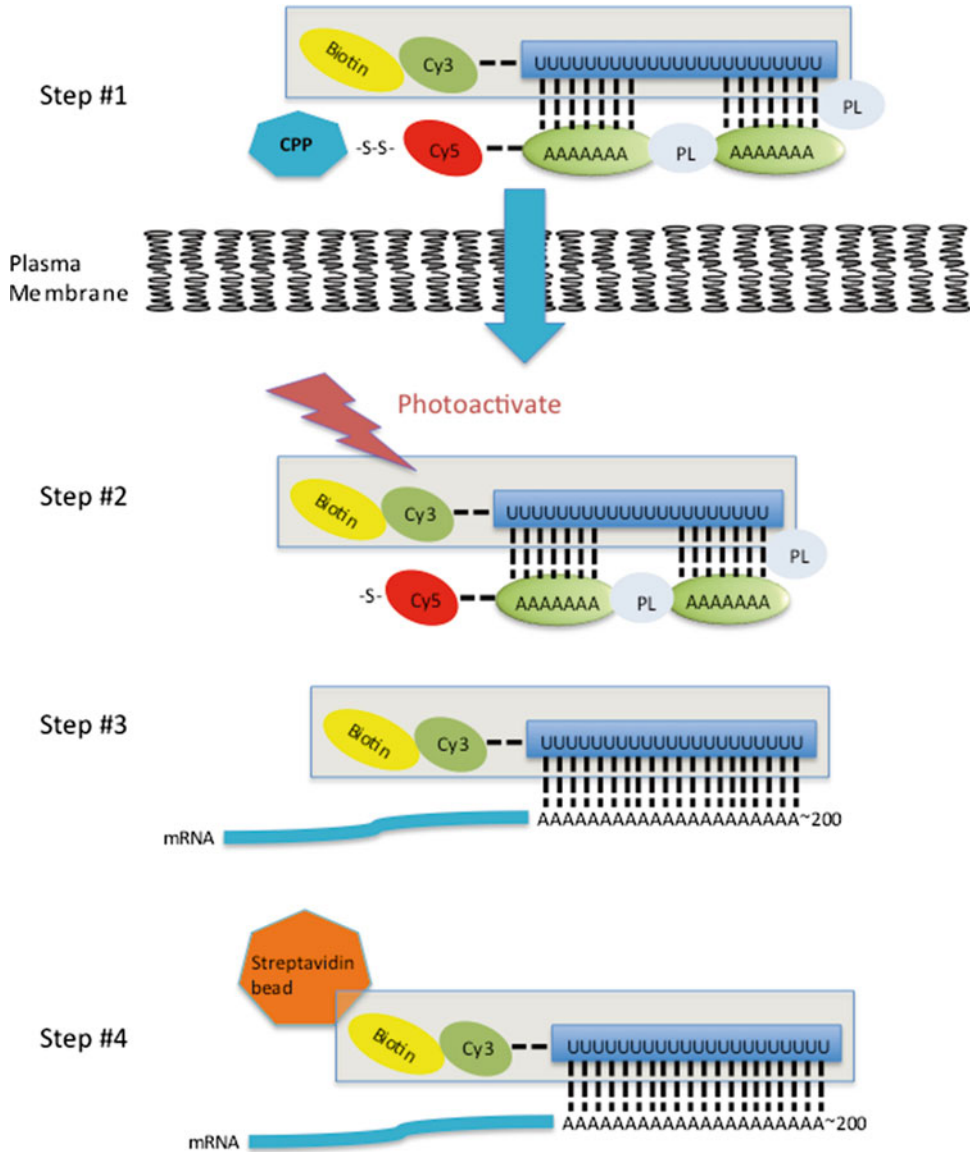 Step #1
Biotin
Cy3
UUUUUUUUUUUUUUUUUUUUUUU
PL
CPP
-S-S-
Cy5
AAAAAAA
PL
AAAAAAA
Plasma
Membrane
Photoactivate
Step #2
Biotin
Cy3
UUUUUUUUUUUUUUUUUUUUU
PL
-S-
Cy5
AAAAAAA
PL
AAAAAAA
Step #3
Biotin
Cy3
UUUUUUUUUUUUUUUUUUUUU
mRNA
AAAAAAAAAAAAAAAAAAAAA~200
Streptavidin
bead
Step #4
Biotin
Cy3
UUUUUUUUUUUUUUUUUUUUU
mRNA
AAAAAAAAAAAAAAAAAAAAA~200